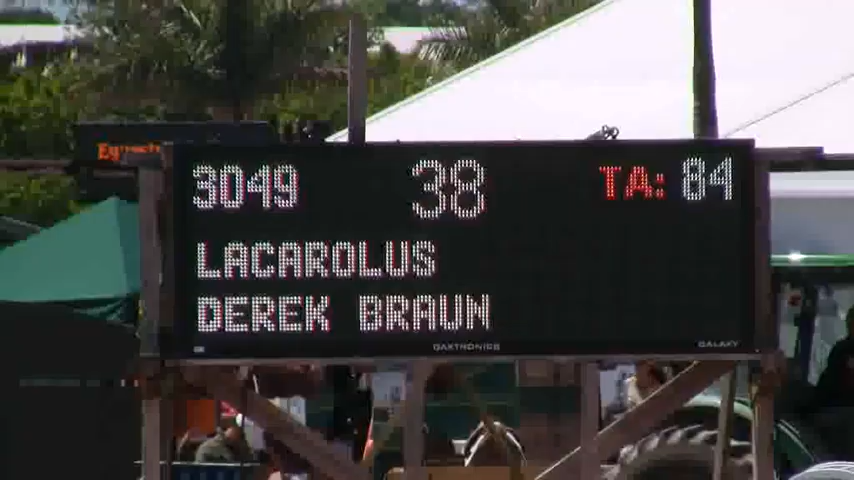 3049 38 TA: 84
LACAROLUS
DEREK BRAUN
DAKTRONICS GALAXY